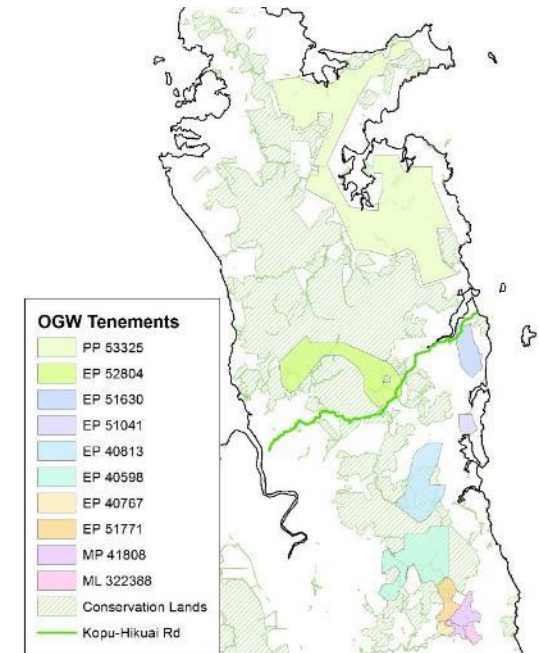 OGW Tenements
PP 53325
EP 52804
EP 51630
EP 51041
EP 40813
EP 40598
EP 40767
EP 51771
MP 41808
ML 322388
Conservation Lands
Kopu-Hikuai Rd